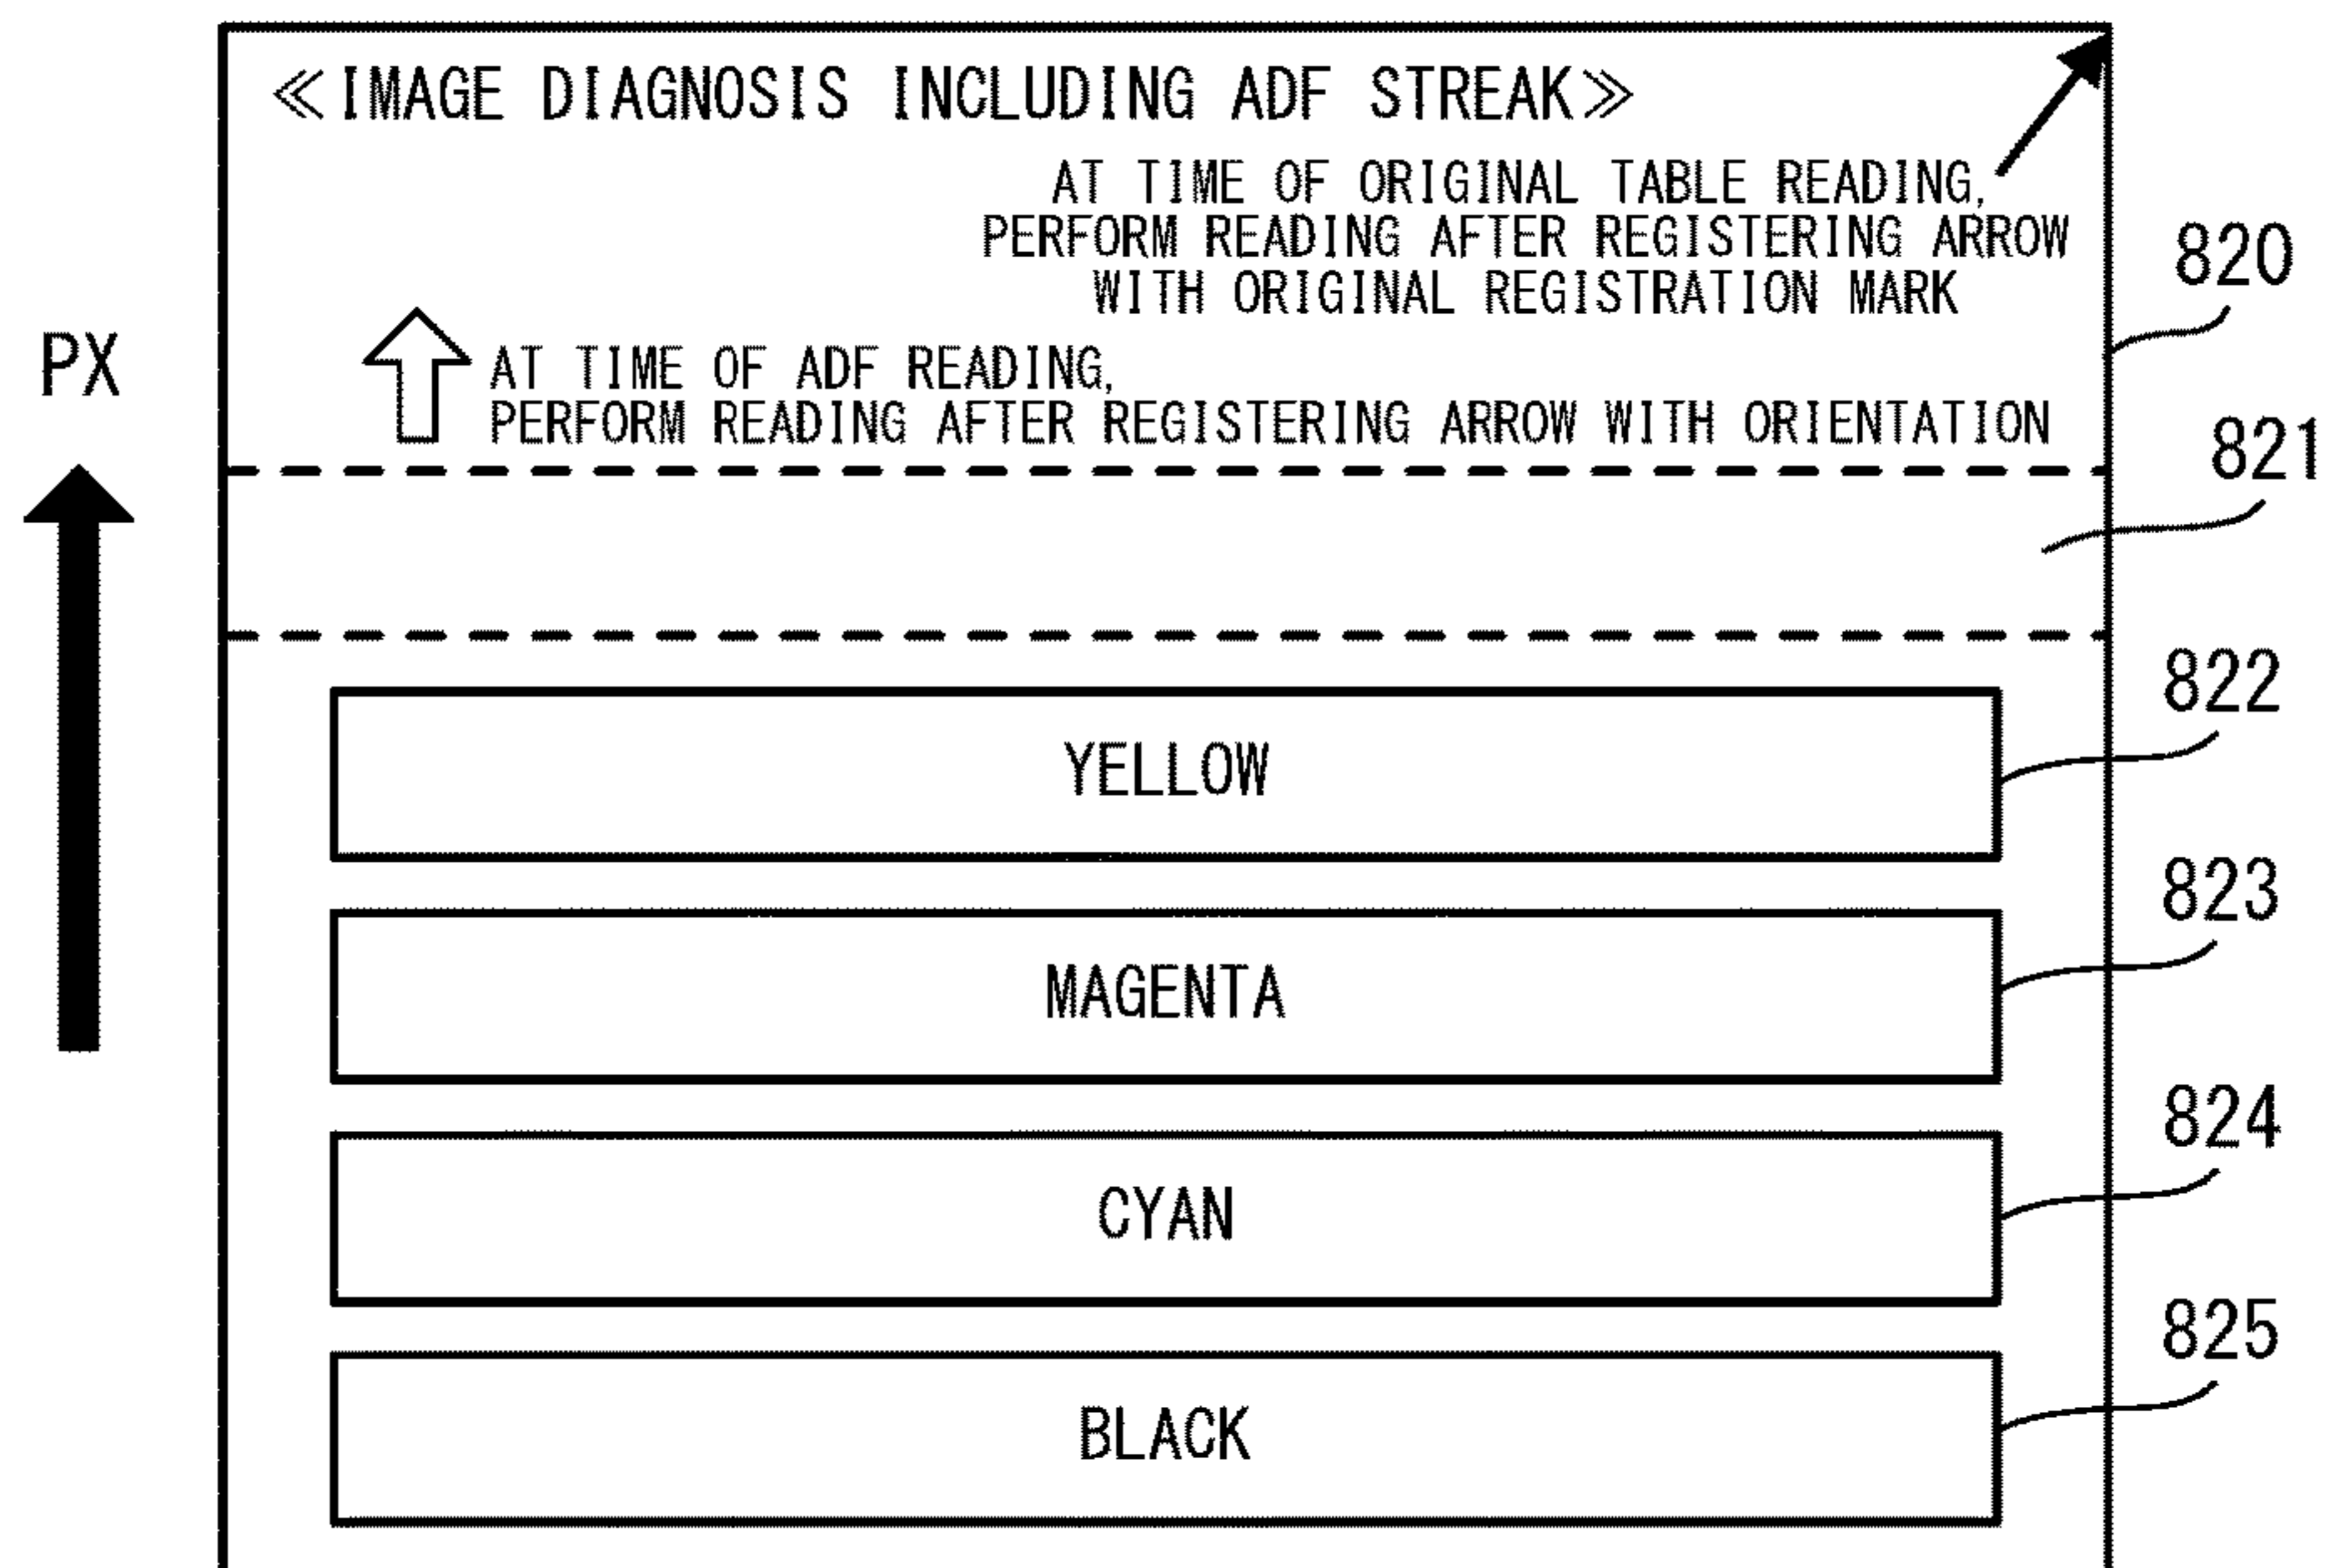 ≪IMAGE DIAGNOSIS INCLUDING ADF STREAK≫
AT TIME OF ORIGINAL TABLE READING,
PERFORM READING AFTER REGISTERING ARROW
WITH ORIGINAL REGISTRATION MARK
820
PX
AT TIME OF ADF READING,
PERFORM READING AFTER REGISTERING ARROW WITH ORIENTATION
821
822
YELLOW
823
MAGENTA
824
CYAN
825
BLACK